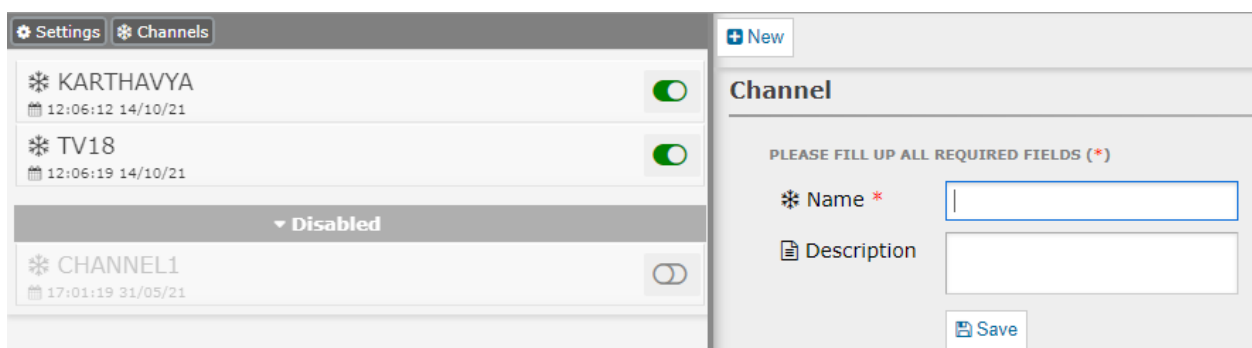 Settings Channels
KARTHAVYA
12:06:12 14/10/21
TV18
12:06:19 14/10/21
Disabled
CHANNEL1
17:01:19 31/05/21
New
Channel
PLEASE FILL UP ALL REQUIRED FIELDS (*)
Name *
Description
Save